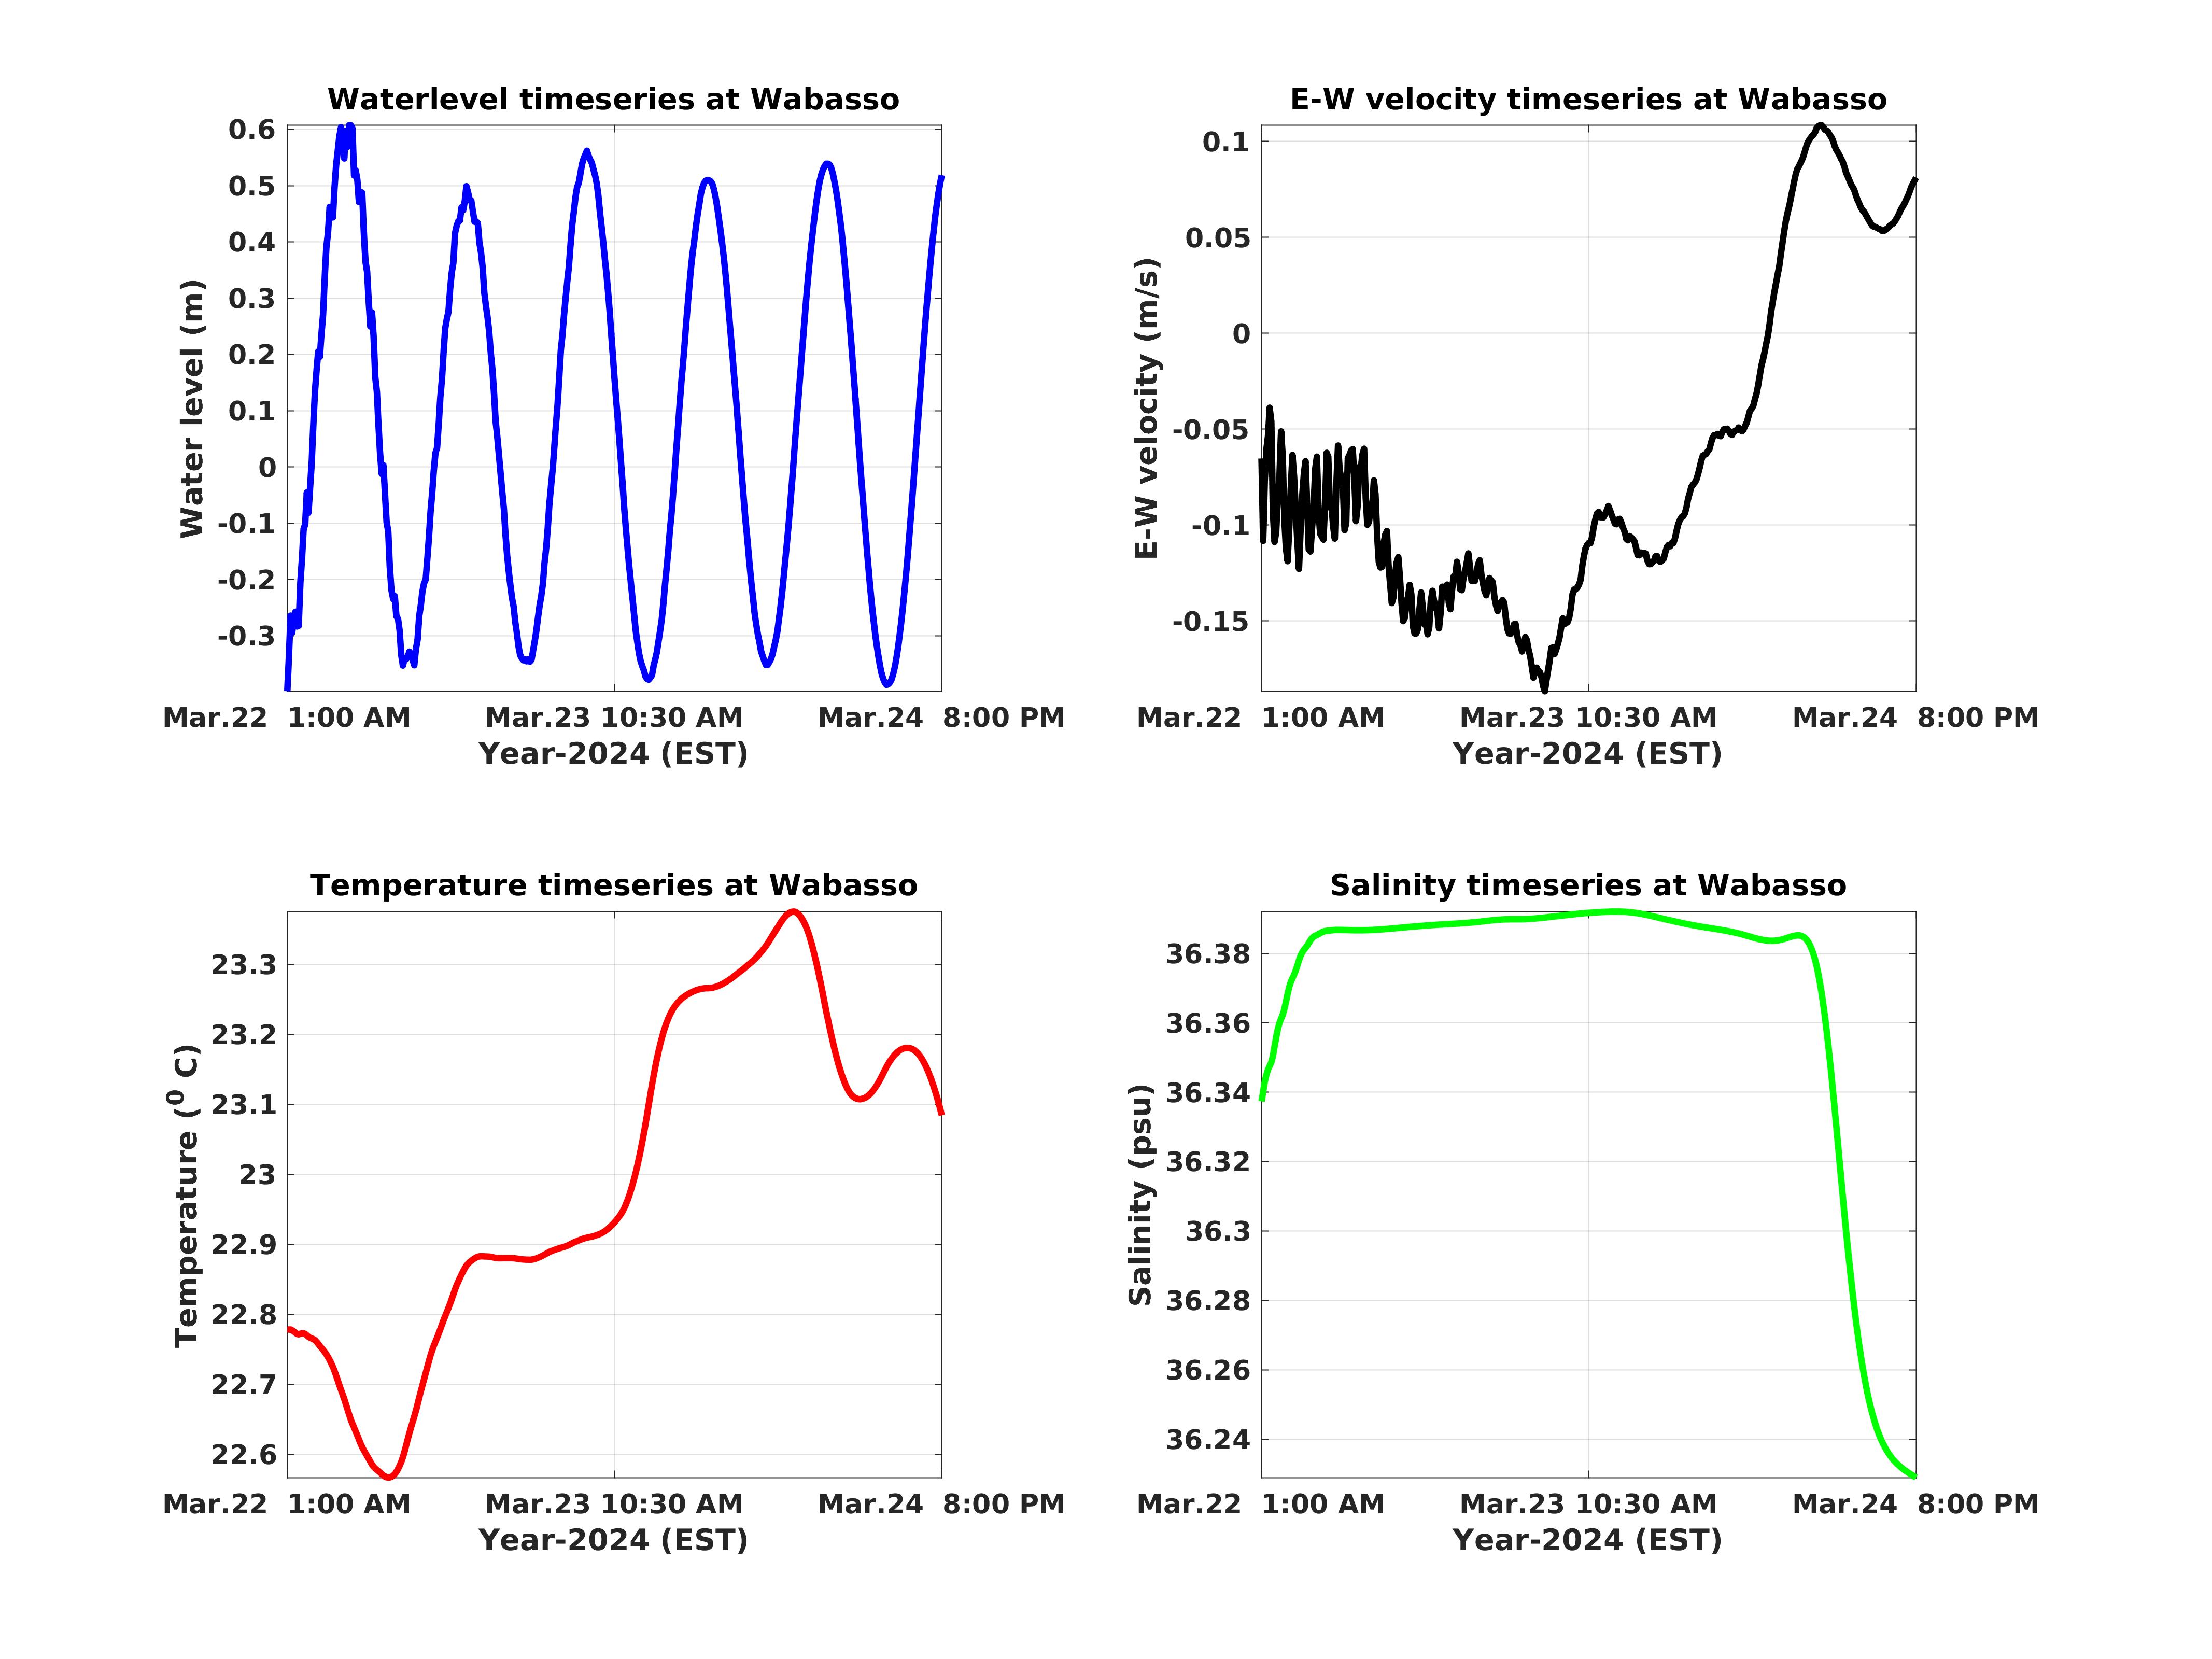 Waterlevel timeseries at Wabasso
0.6
0.5
0.4
0.3
0.2
0.1
0
-0.1
-0.2
-0.3
Water level (m)
Mar.22 1:00 AM Mar.23 10:30 AM Mar.24 8:00 PM
Year-2024 (EST)
E-W velocity timeseries at Wabasso
0.1
0.05
0
-0.05
-0.1
-0.15
E-W velocity (m/s)
Mar.22 1:00 AM Mar.23 10:30 AM Mar.24 8:00 PM
Year-2024 (EST)
Temperature timeseries at Wabasso
23.3
23.2
23.1
23
22.9
22.8
22.7
22.6
Temperature (⁰ C)
Mar.22 1:00 AM Mar.23 10:30 AM Mar.24 8:00 PM
Year-2024 (EST)
Salinity timeseries at Wabasso
36.38
36.36
36.34
36.32
36.3
36.28
36.26
36.24
Salinity (psu)
Mar.22 1:00 AM Mar.23 10:30 AM Mar.24 8:00 PM
Year-2024 (EST)